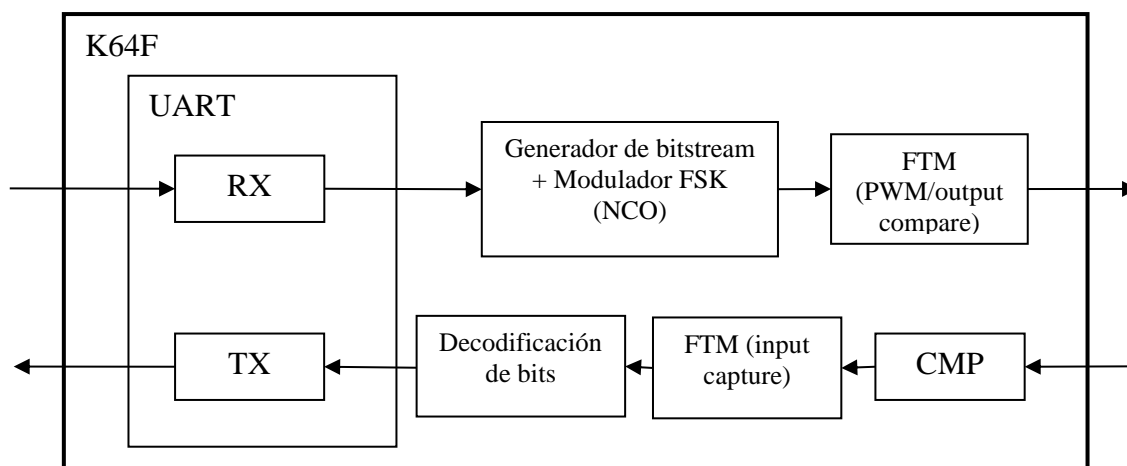 K64F
UART
RX
Generador de bitstream
+ Modulador FSK
(NCO)
FTM
(PWM/output
compare)
TX
Decodificación
de bits
FTM (input
capture)
CMP